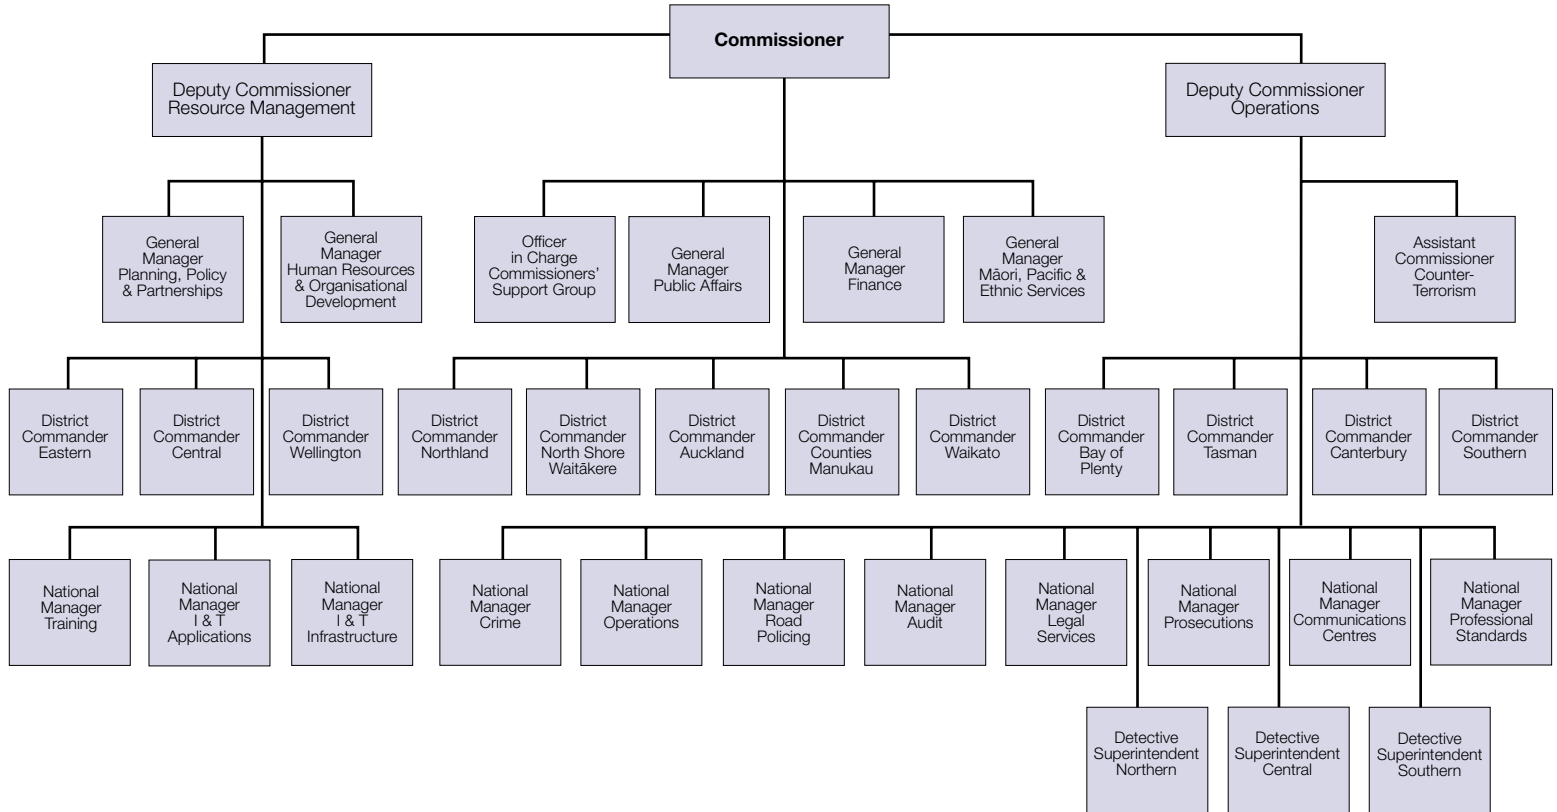 Commissioner
Deputy Commissioner
Resource Management
Deputy Commissioner
Operations
General
Manager
Planning, Policy
& Partnerships
General
Manager
Human Resources
& Organisational
Development
Officer
in Charge
Commissioners’
Support Group
General
Manager
Public Affairs
General
Manager
Finance
General
Manager
Māori, Pacific &
Ethnic Services
Assistant
Commissioner
Counter-
Terrorism
District
Commander
Eastern
District
Commander
Central
District
Commander
Wellington
District
Commander
Northland
District
Commander
North Shore
Waitākere
District
Commander
Auckland
District
Commander
Counties
Manukau
District
Commander
Waikato
District
Commander
Bay of
Plenty
District
Commander
Tasman
District
Commander
Canterbury
District
Commander
Southern
National
Manager
Training
National
Manager
I & T
Applications
National
Manager
I & T
Infrastructure
National
Manager
Crime
National
Manager
Operations
National
Manager
Road
Policing
National
Manager
Audit
National
Manager
Legal
Services
National
Manager
Prosecutions
National
Manager
Communications
Centres
National
Manager
Professional
Standards
Detective
Superintendent
Northern
Detective
Superintendent
Central
Detective
Superintendent
Southern